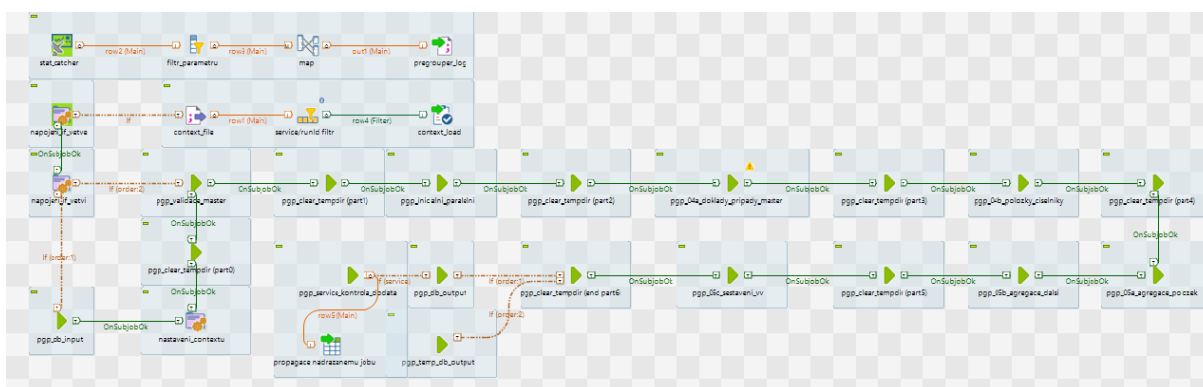 row2 (Main)
row3 (Main)
out1 (Main)
stat_catcher
filtr_parametru
map
pregrouper_log
If
row1 (Main)
row4 (Filter)
napojeni_if_vetve
context_file
service/runId filtr
context_load
OnSubjobOk
If (order:2)
OnSubjobOk
OnSubjobOk
OnSubjobOk
OnSubjobOk
OnSubjobOk
OnSubjobOk
OnSubjobOk
napojeni_if_vetvi
pgp_validace_master
pgp_clear_tempdir (part1)
pgp_inicialni_paralelni
pgp_clear_tempdir (part2)
pgp_04a_doklady_pripady_master
pgp_clear_tempdir (part3)
pgp_04b_polozky_ciselniky
pgp_clear_tempdir (part4)
OnSubjobOk
OnSubjobOk
If (order:1)
pgp_clear_tempdir (part0)
If (service)
If (order:1)
OnSubjobOk
OnSubjobOk
OnSubjobOk
OnSubjobOk
pgp_service_kontrola_dbdata
pgp_db_output
pgp_clear_tempdir (end part6)
pgp_05c_sestaveni_vv
pgp_clear_tempdir (part5)
pgp_05b_agregace_dalsi
pgp_05a_agregace_polozek
OnSubjobOk
row5 (Main)
If (order:2)
OnSubjobOk
pgp_db_input
nastaveni_contextu
propagace nadrazenemu jobu
pgp_temp_db_output